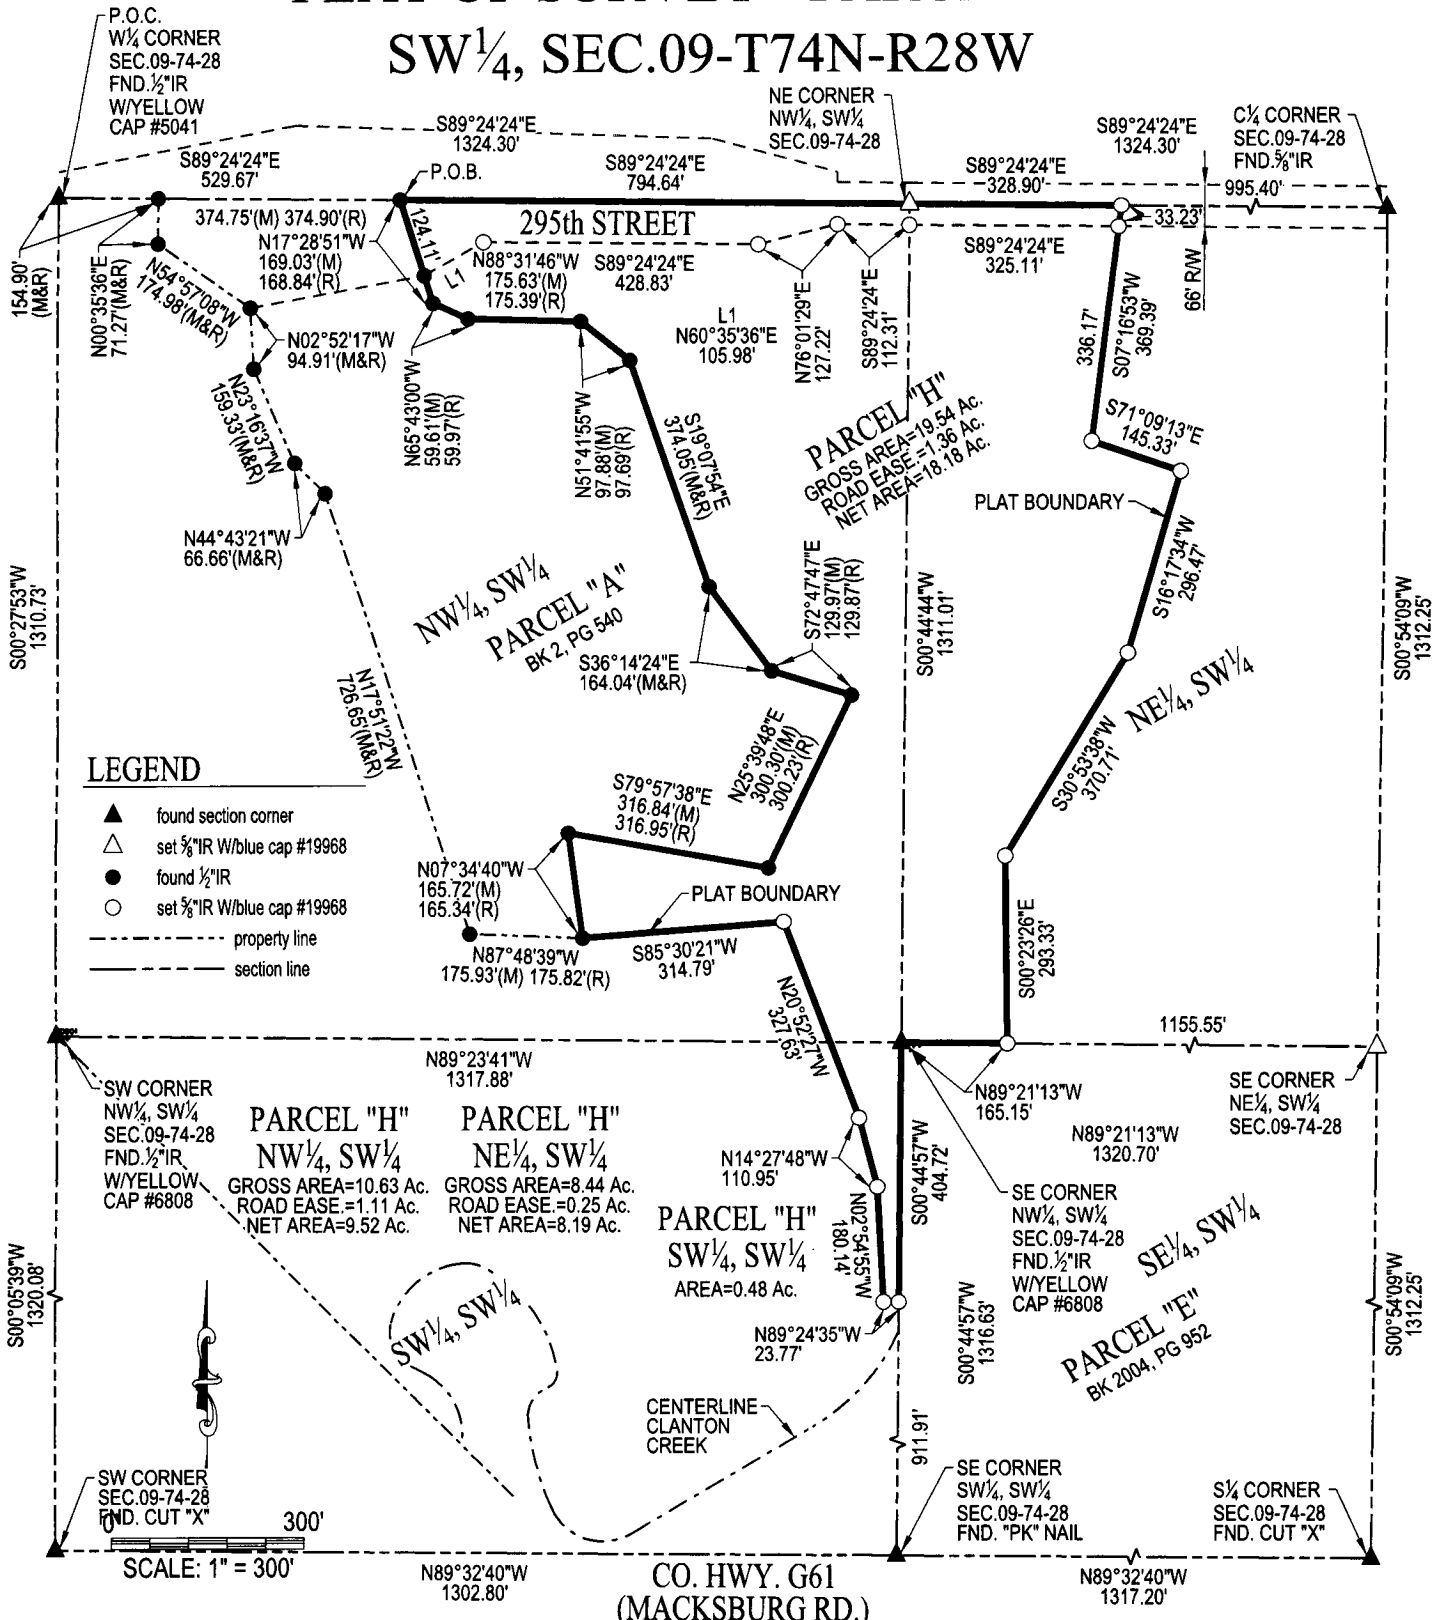 SW¼, SEC.09-T74N-R28W
P.O.C.
W¼ CORNER
SEC.09-74-28
FND.½"IR
W/YELLOW
CAP #5041
NE CORNER
NW¼, SW¼
SEC.09-74-28
C¼ CORNER
SEC.09-74-28
FND.⅝"IR
S89°24'24"E
1324.30'
S89°24'24"E
1324.30'
S89°24'24"E
529.67'
P.O.B.
S89°24'24"E
794.64'
S89°24'24"E
328.90'
995.40'
33.23'
66' R/W
374.75'(M) 374.90'(R)
295th STREET
124.11'
L1
N17°28'51"W
169.03'(M)
168.84'(R)
N88°31'46"W
175.63'(M)
175.39'(R)
S89°24'24"E
428.83'
S89°24'24"E
325.11'
154.90'
(M&R)
N00°35'36"E
71.27'(M&R)
N54°57'08"W
174.98'(M&R)
N02°52'17"W
94.91'(M&R)
L1
N60°35'36"E
105.98'
N76°01'29"E
127.22'
S89°24'24"E
112.31'
336.17'
S07°16'53"W
369.39'
N23°16'37"W
159.33'(M&R)
N65°43'00"W
59.61'(M)
59.97'(R)
N51°41'55"W
97.88'(M)
97.69'(R)
S19°07'54"E
374.05'(M&R)
PARCEL "H"
GROSS AREA=19.54 Ac.
ROAD EASE.=1.36 Ac.
NET AREA=18.18 Ac.
S71°09'13"E
145.33'
PLAT BOUNDARY
N44°43'21"W
66.66'(M&R)
S16°17'34"W
296.47'
S00°27'53"W
1310.73'
NW¼, SW¼
PARCEL "A"
BK 2, PG 540
S72°47'47"E
129.97'(M)
129.87'(R)
S36°14'24"E
164.04'(M&R)
S00°44'44"W
1311.01'
S00°54'09"W
1312.25'
NE¼, SW¼
N17°51'22"W
726.65'(M&R)
N25°39'48"E
300.30'(M)
300.23'(R)
S30°53'38"W
370.71'
LEGEND
found section corner
set ⅝"IR W/blue cap #19968
found ½"IR
set ⅝"IR W/blue cap #19968
property line
section line
S79°57'38"E
316.84'(M)
316.95'(R)
N07°34'40"W
165.72'(M)
165.34'(R)
PLAT BOUNDARY
N87°48'39"W
175.93'(M) 175.82'(R)
S85°30'21"W
314.79'
S00°23'26"E
293.33'
N20°52'27"W
327.63'
1155.55'
N89°23'41"W
1317.88'
SW CORNER
NW¼, SW¼
SEC.09-74-28
FND.½"IR
W/YELLOW
CAP #6808
PARCEL "H"
NW¼, SW¼
GROSS AREA=10.63 Ac.
ROAD EASE.=1.11 Ac.
NET AREA=9.52 Ac.
PARCEL "H"
NE¼, SW¼
GROSS AREA=8.44 Ac.
ROAD EASE.=0.25 Ac.
NET AREA=8.19 Ac.
N89°21'13"W
165.15'
SE CORNER
NE¼, SW¼
SEC.09-74-28
N89°21'13"W
1320.70'
N14°27'48"W
110.95'
S00°44'57"W
404.72'
SE CORNER
NW¼, SW¼
SEC.09-74-28
FND.½"IR
W/YELLOW
CAP #6808
PARCEL "H"
SW¼, SW¼
AREA=0.48 Ac.
N02°54'55"W
180.14'
SE¼, SW¼
PARCEL "E"
BK 2004, PG 952
S00°05'39"W
1320.08'
SW¼, SW¼
N89°24'35"W
23.77'
S00°44'57"W
1316.63'
S00°54'09"W
1312.25'
CENTERLINE
CLANTON
CREEK
911.91'
SW CORNER
SEC.09-74-28
FND. CUT "X"
SE CORNER
SW¼, SW¼
SEC.09-74-28
FND. "PK" NAIL
S¼ CORNER
SEC.09-74-28
FND. CUT "X"
0 300'
SCALE: 1" = 300'
N89°32'40"W
1302.80'
CO. HWY. G61
(MACKSBURG RD.)
N89°32'40"W
1317.20'